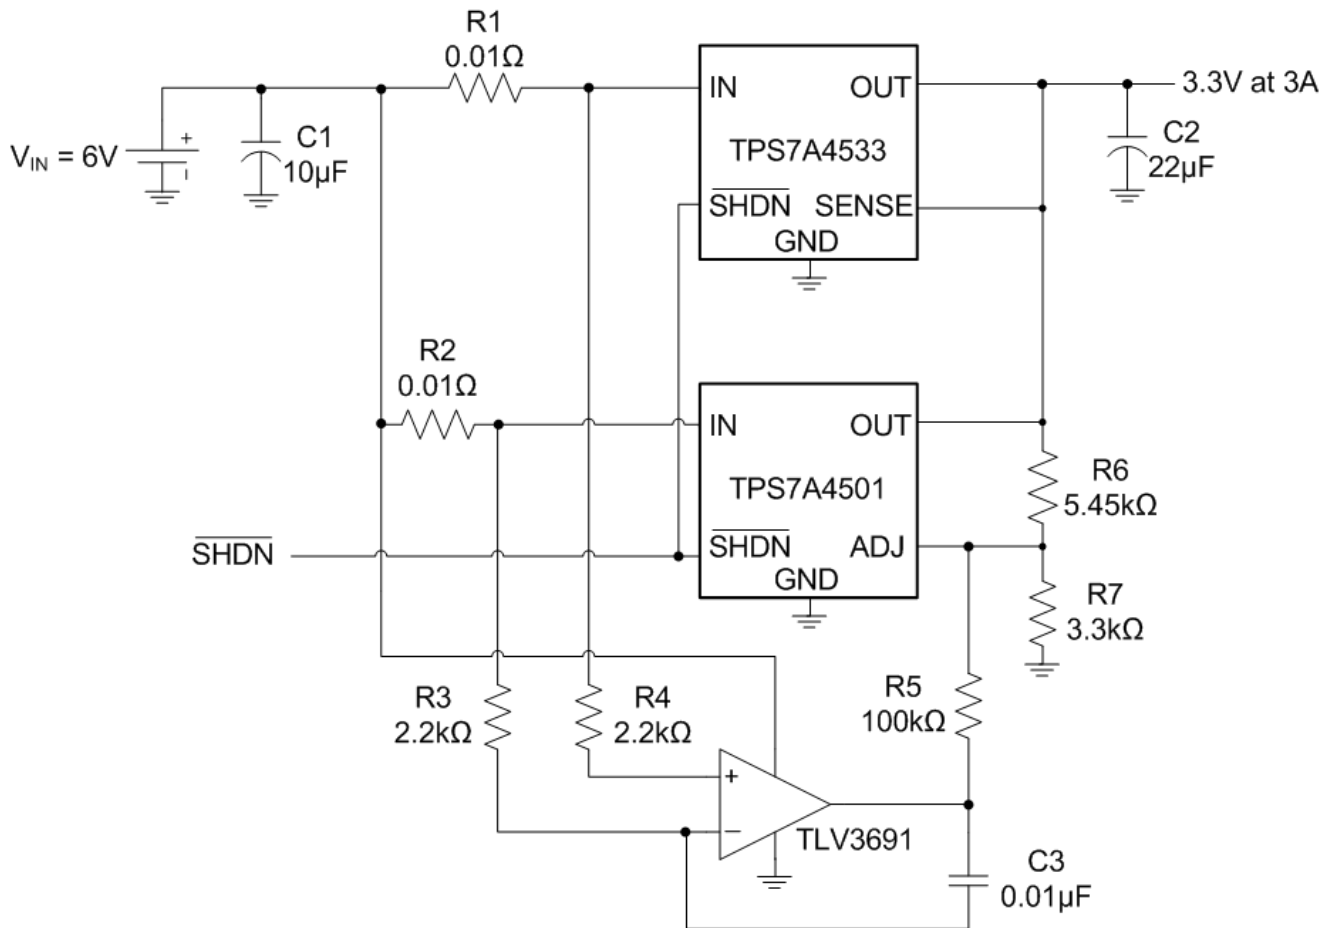 R1
0.01Ω
IN
OUT
3.3V at 3A
TPS7A4533
C1
10µF
C2
22µF
VIN = 6V
+
–
SHDN
SENSE
GND
R2
0.01Ω
IN
OUT
TPS7A4501
R6
5.45kΩ
SHDN
SHDN
ADJ
GND
R7
3.3kΩ
R3
2.2kΩ
R4
2.2kΩ
R5
100kΩ
+
–
TLV3691
C3
0.01µF